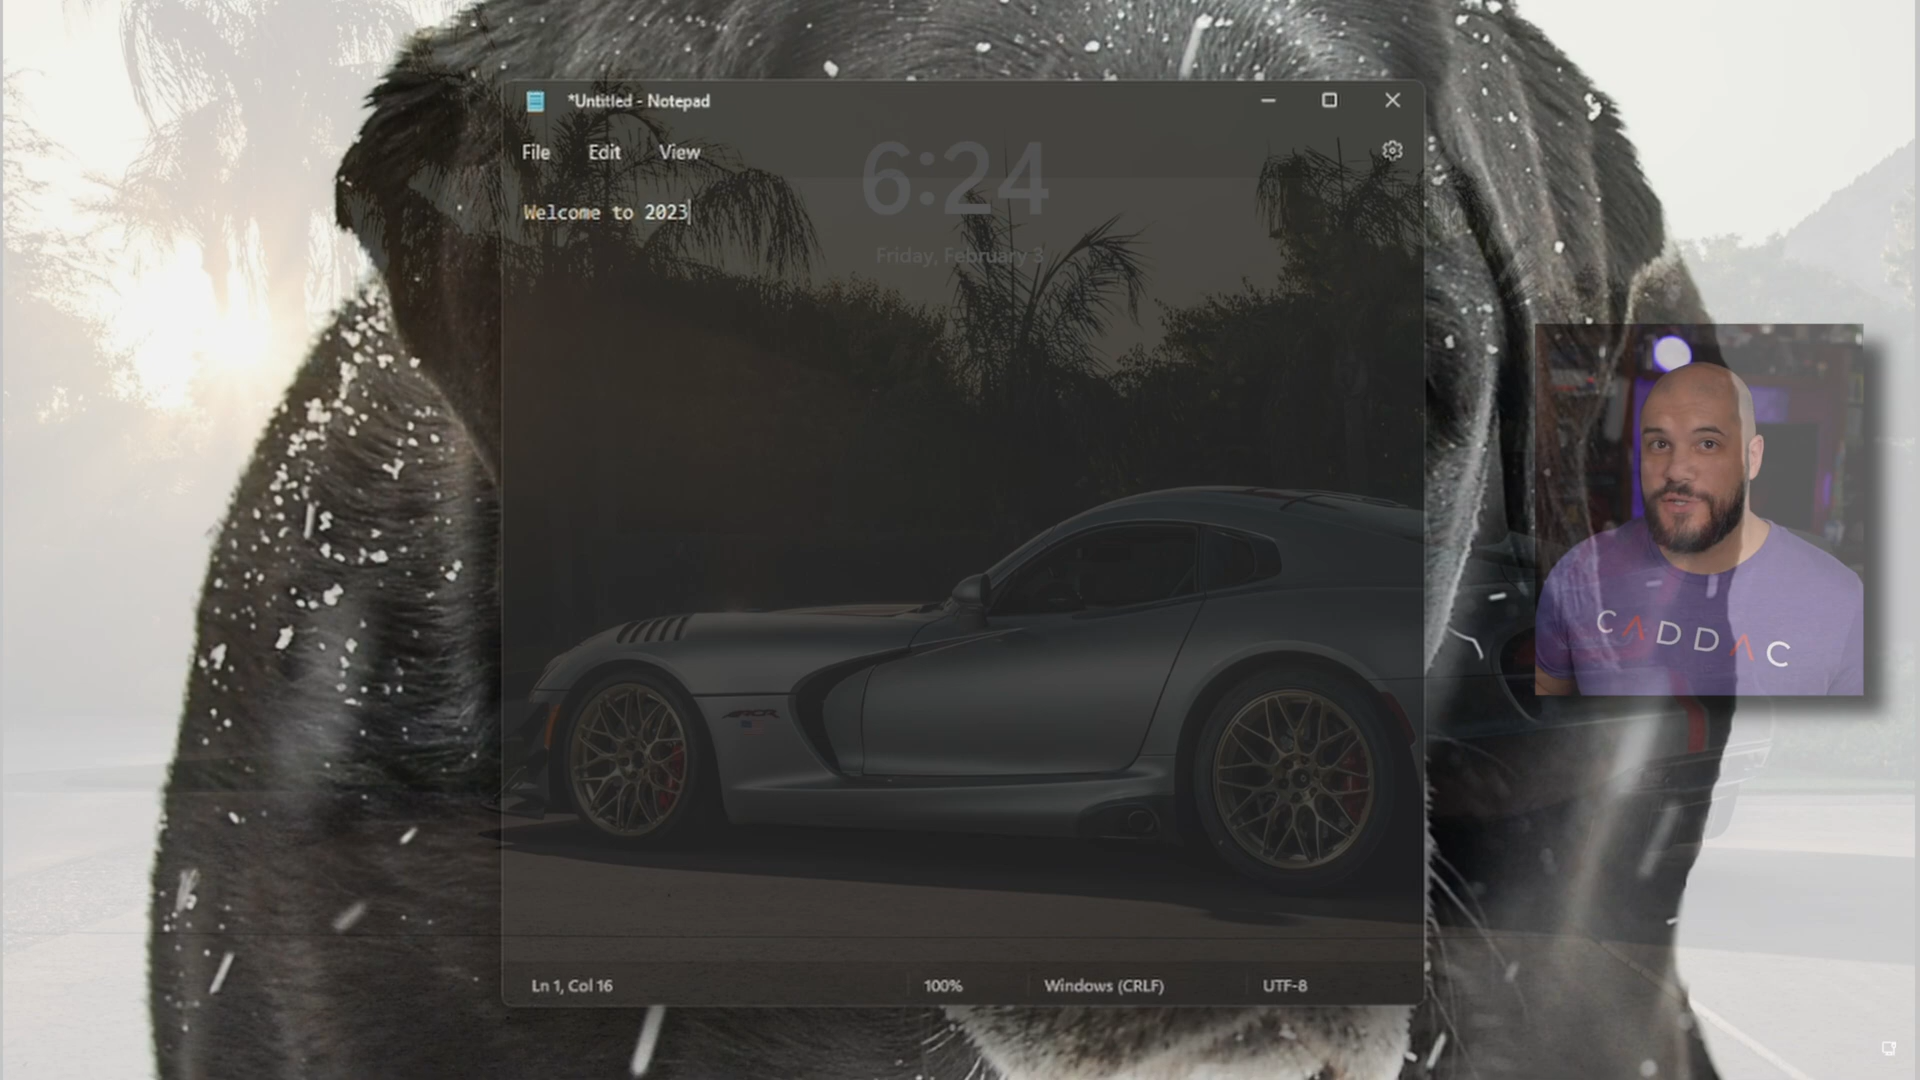 *Untitled - Notepad
File Edit View
6:24
Welcome to 2023
Friday, February 3
CADDAC
ACR
Ln 1, Col 16 100% Windows (CRLF) UTF-8